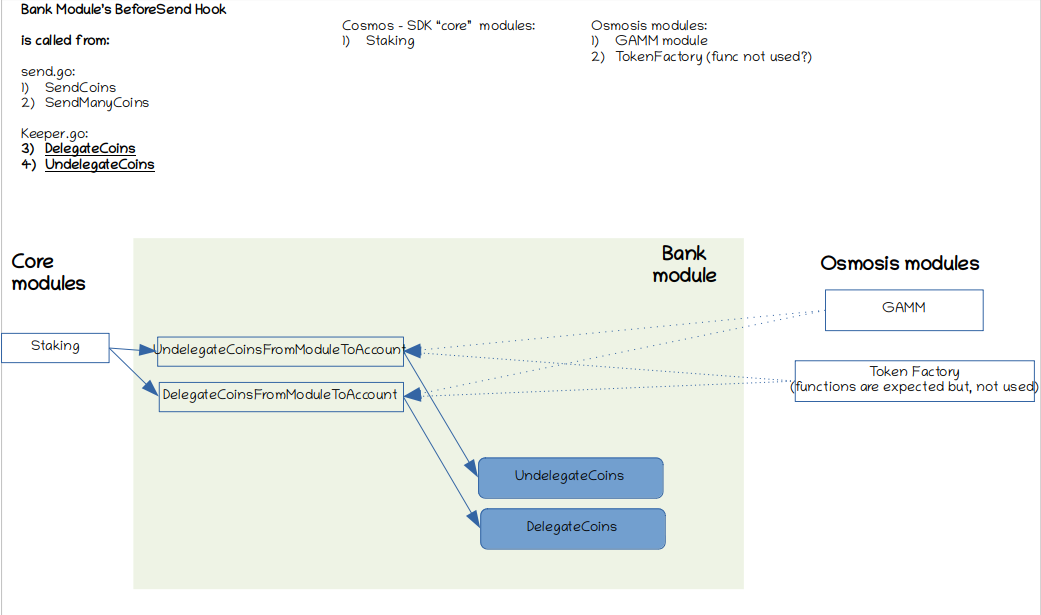 Bank Module's BeforeSend Hook
is called from:
send.go:
1) SendCoins
2) SendManyCoins
Keeper.go:
3) DelegateCoins
4) UndelegateCoins
Cosmos - SDK “core” modules:
1) Staking
Osmosis modules:
1) GAMM module
2) TokenFactory (func not used?)
Core
modules
Bank
module
Osmosis modules
GAMM
Staking
UndelegateCoinsFromModuleToAccount
DelegateCoinsFromModuleToAccount
Token Factory
(functions are expected but, not used)
UndelegateCoins
DelegateCoins